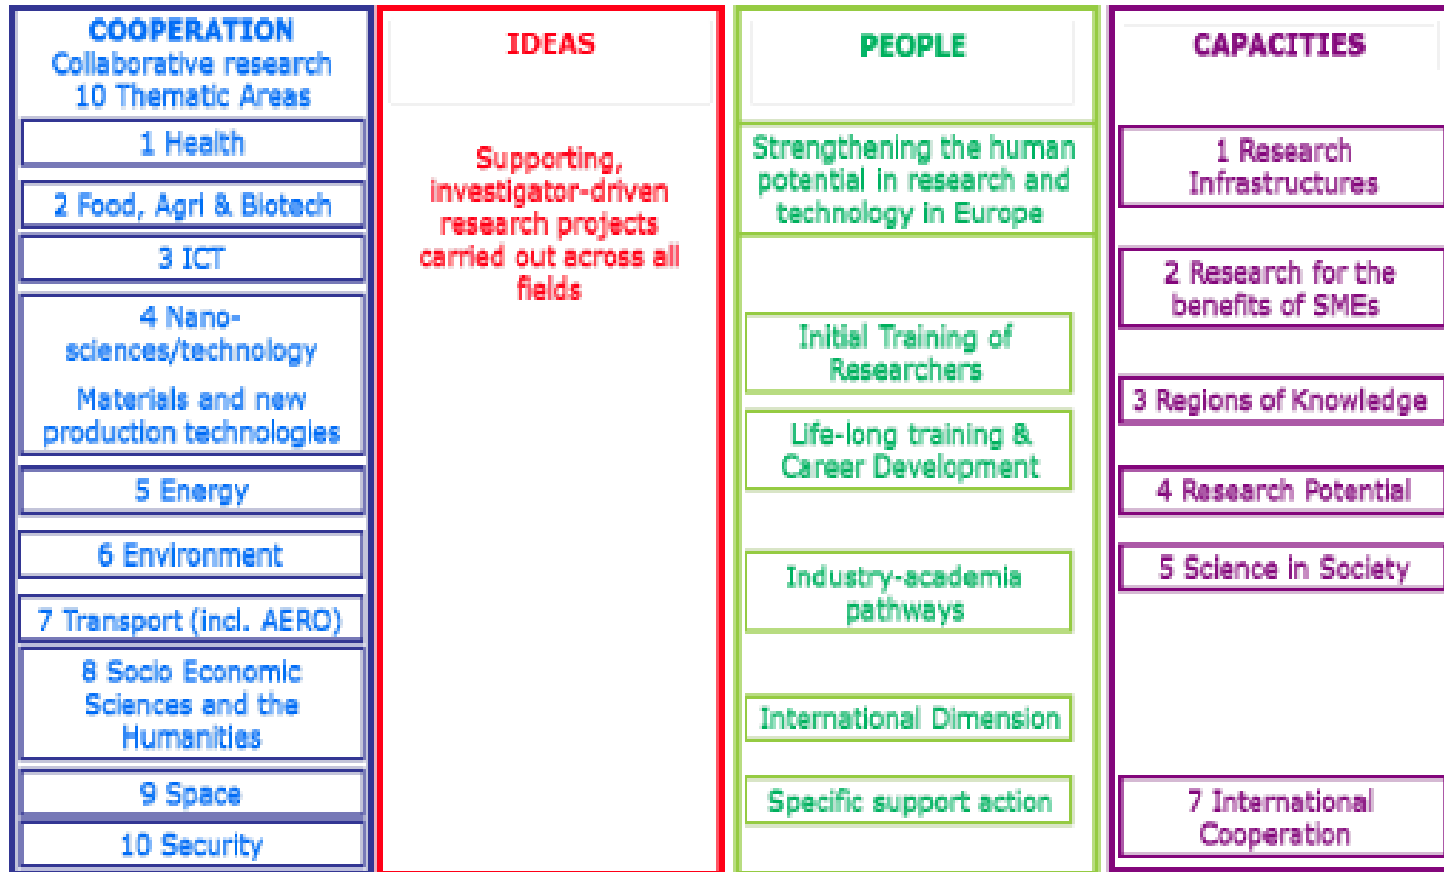 COOPERATION
Collaborative research
10 Thematic Areas
1 Health
2 Food, Agri & Biotech
3 ICT
4 Nano-
sciences/technology
Materials and new
production technologies
5 Energy
6 Environment
7 Transport (incl. AERO)
8 Socio Economic
Sciences and the
Humanities
9 Space
10 Security
IDEAS
Supporting,
investigator-driven
research projects
carried out across all
fields
PEOPLE
Strengthening the human
potential in research and
technology in Europe
Initial Training of
Researchers
Life-long training &
Career Development
Industry-academia
pathways
International Dimension
Specific support action
CAPACITIES
1 Research
Infrastructures
2 Research for the
benefits of SMEs
3 Regions of Knowledge
4 Research Potential
5 Science in Society
7 International
Cooperation